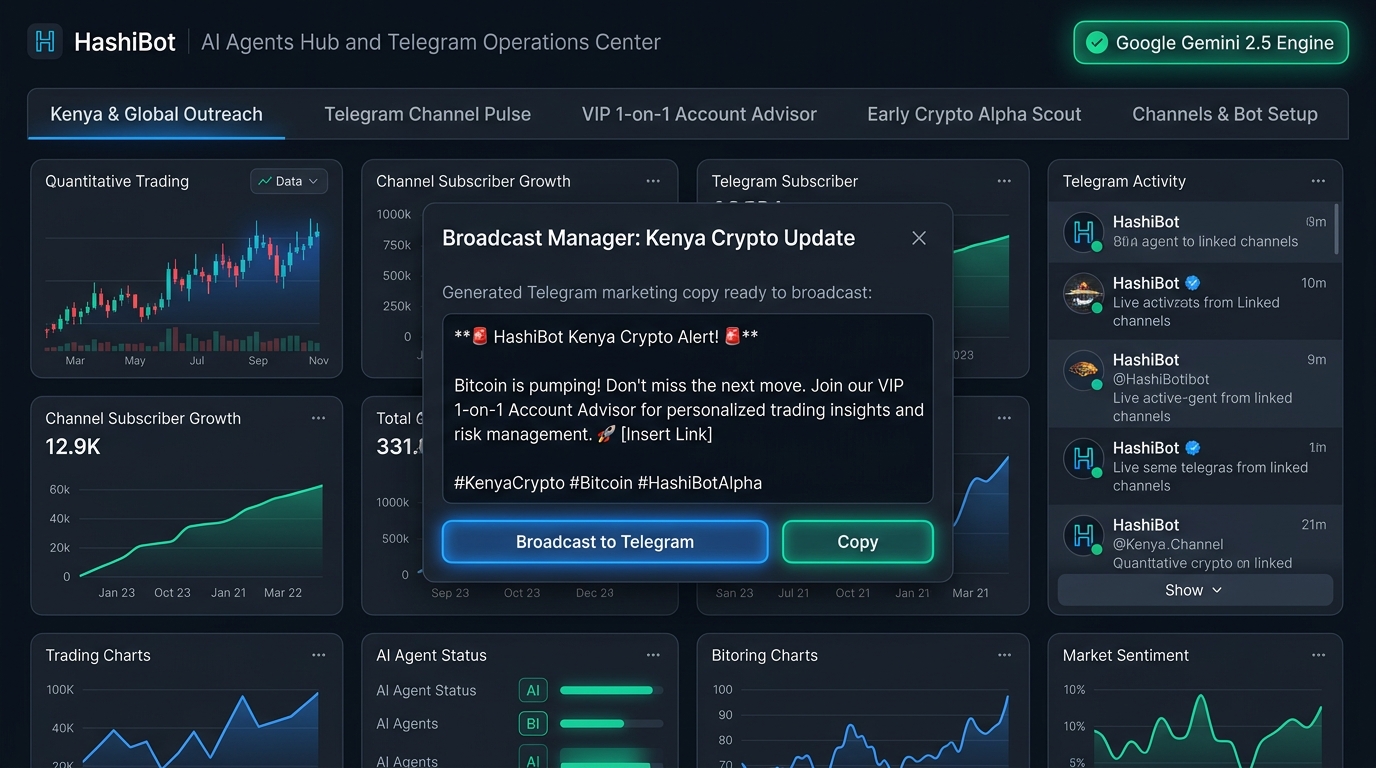 HashiBot
AI Agents Hub and Telegram Operations Center
Google Gemini 2.5 Engine
Kenya & Global Outreach
Telegram Channel Pulse
VIP 1-on-1 Account Advisor
Early Crypto Alpha Scout
Channels & Bot Setup
Quantitative Trading
Data
Mar May Jul Sep Nov
Channel Subscriber Growth
1000k
750k
500k
250k
0
Telegram Subscriber
023
Telegram Activity
HashiBot
agent to linked channels
HashiBot
10m
Live activzats from Linked
channels
HashiBot
9m
@HashiBotlbot
Live active-gent from linked
channels
HashiBot
Live seme telegras from linked
channels
HashiBot
21m
@Kenya.Channel
crypto on linked
Show
Broadcast Manager: Kenya Crypto Update
Generated Telegram marketing copy ready to broadcast:
**🚨 HashiBot Kenya Crypto Alert! 🚨**
Bitcoin is pumping! Don't miss the next move. Join our VIP
1-on-1 Account Advisor for personalized trading insights and
risk management. 🚀 [Insert Link]
#KenyaCrypto #Bitcoin #HashiBotAlpha
Broadcast to Telegram
Copy
Channel Subscriber Growth
12.9K
60k
40k
20k
0
Jan 23 Oct 23 Jan 21 Mar 22
Total
331.
1000k
500k
0
Sep 23 Oct 23 Dec 23
San 23 Jul 21 Oct 21 Jan 21 Mar 21
Trading Charts
100K
40K
20K
AI Agent Status
AI Agent Status AI
AI Agents BI
AI Agents AI
Bitoring Charts
100
90
80
70
Market Sentiment
10%
10%
5%